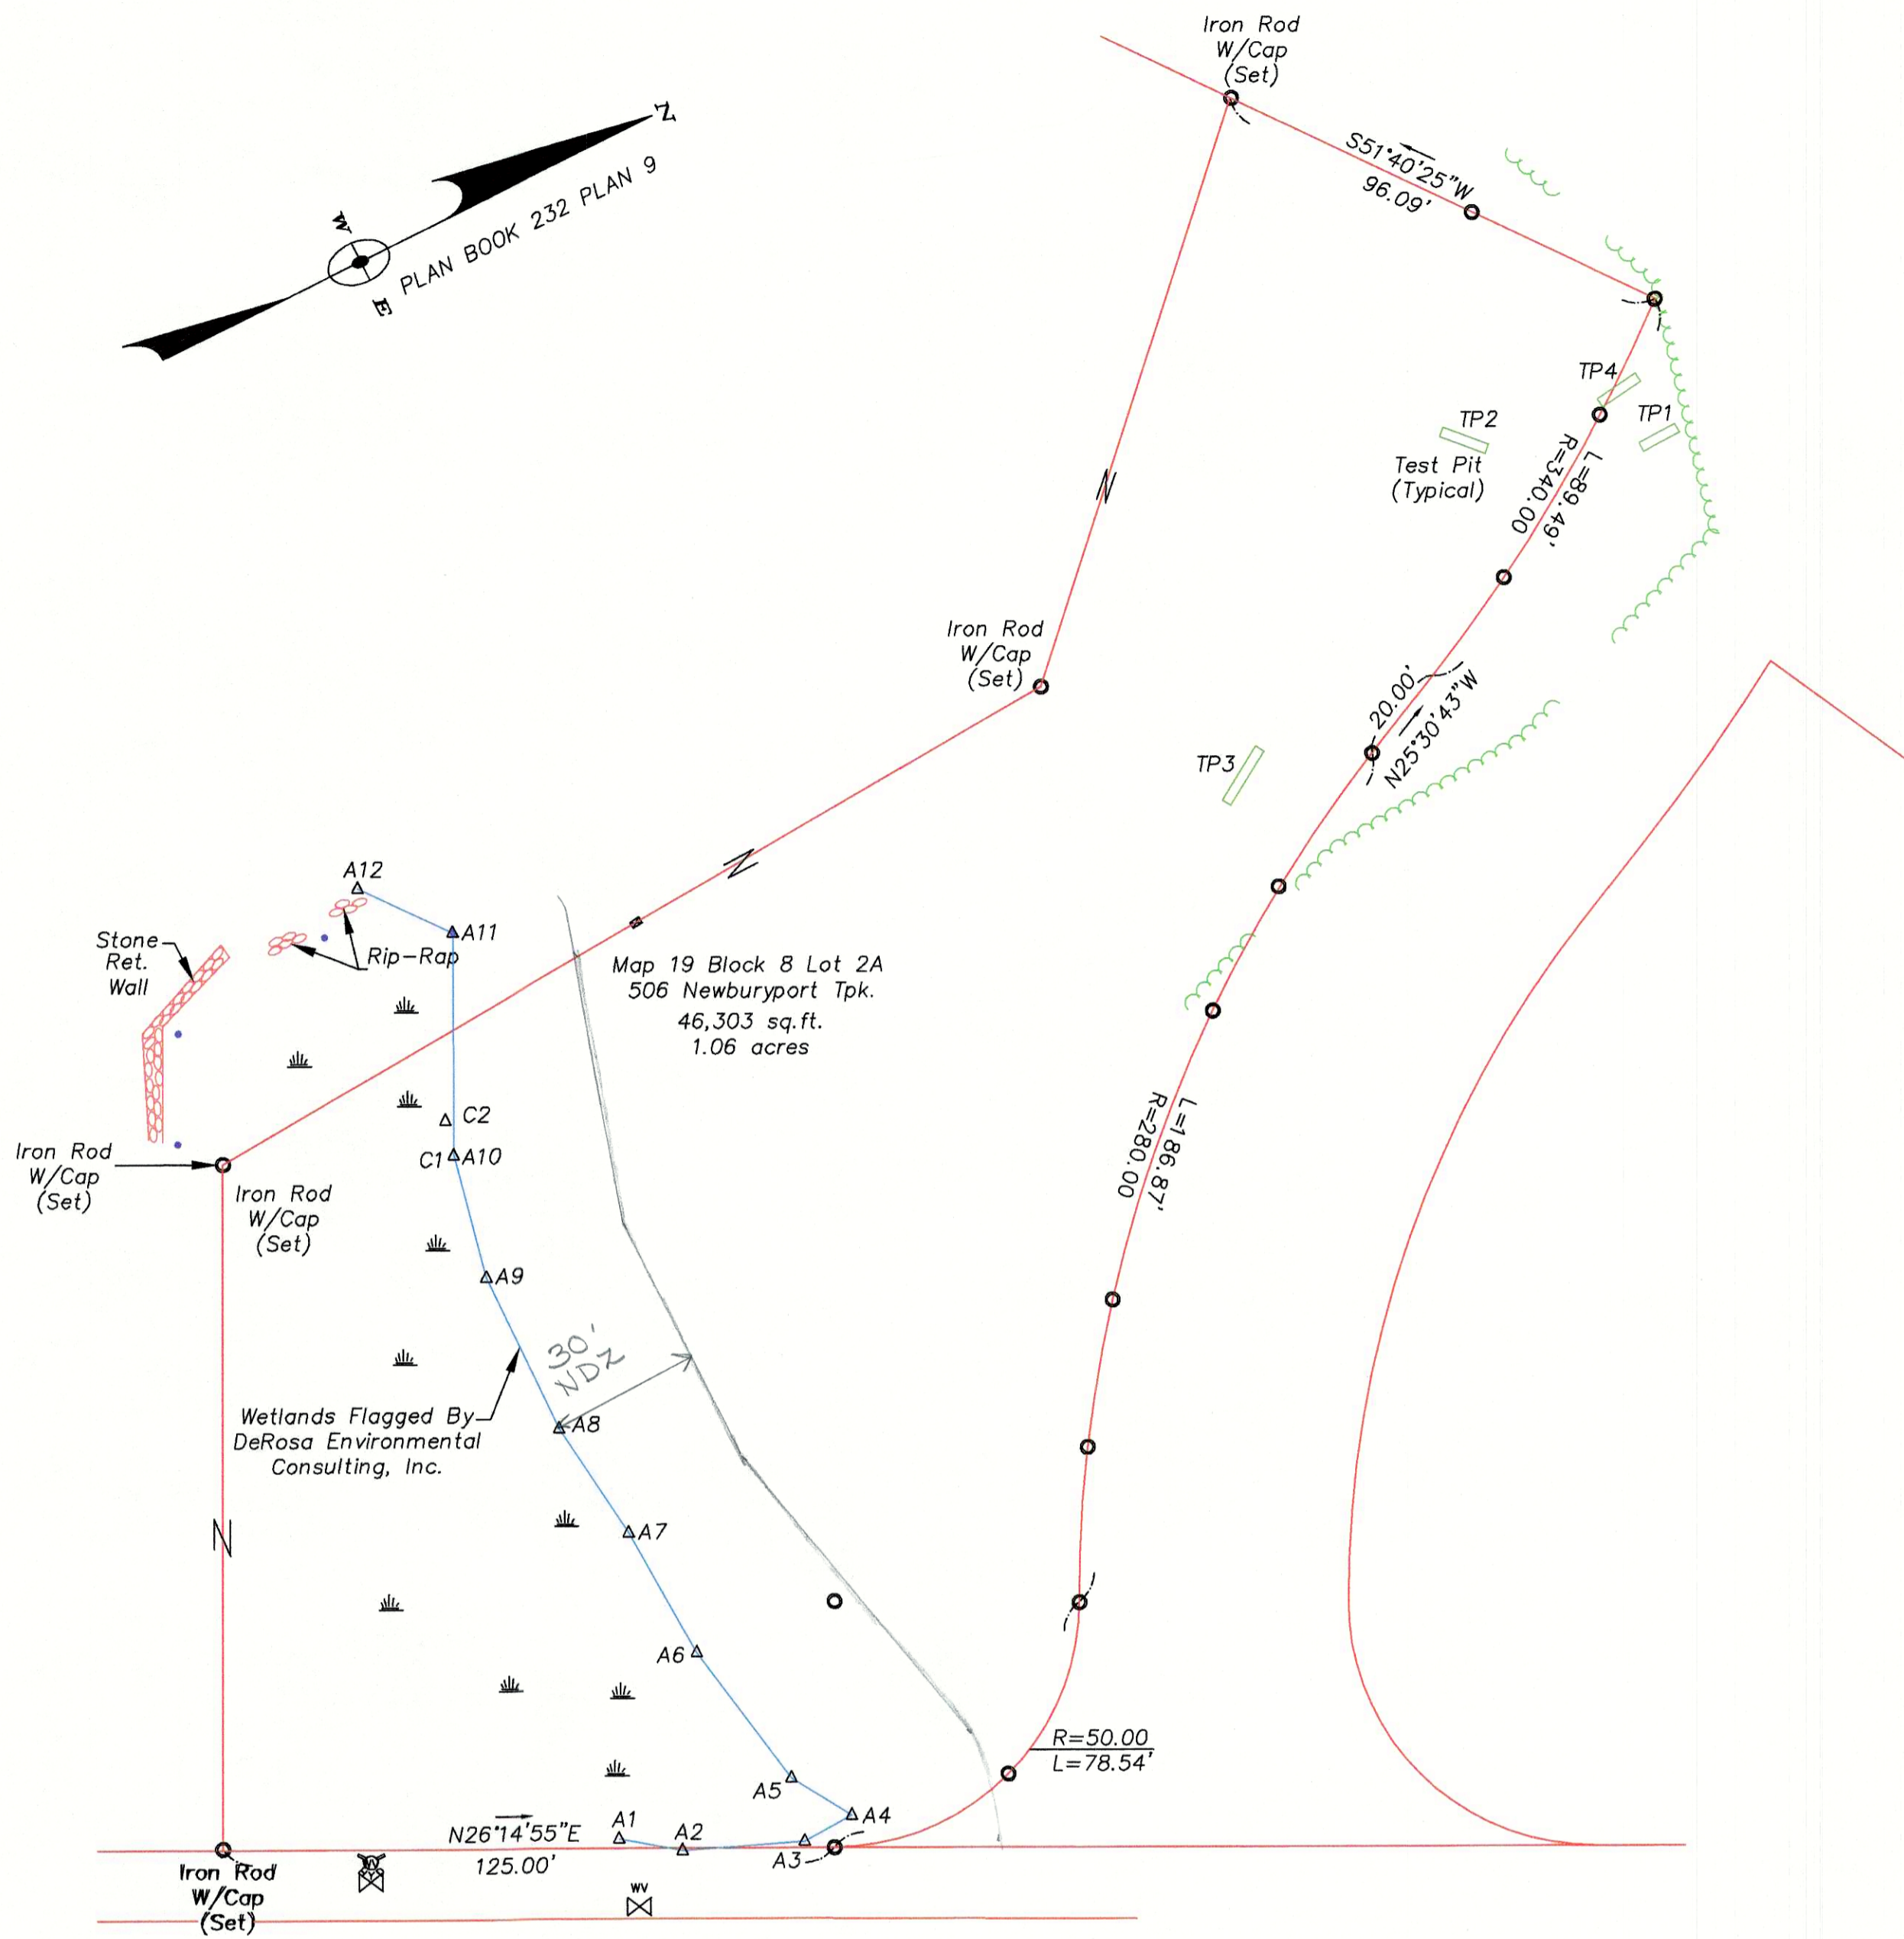 Iron Rod
W/Cap
(Set)
N
W
E
PLAN BOOK 232 PLAN 9
S51°40'25"W
96.09'
TP4
TP1
TP2
Test Pit
(Typical)
L=89.49'
R=340.00
Iron Rod
W/Cap
(Set)
20.00'
N25°30'43"W
TP3
A12
A11
Stone
Ret.
Wall
Rip-Rap
Map 19 Block 8 Lot 2A
506 Newburyport Tpk.
46,303 sq.ft.
1.06 acres
C2
C1
A10
L=186.87'
R=280.00
Iron Rod
W/Cap
(Set)
Iron Rod
W/Cap
(Set)
A9
30'
NDZ
A8
Wetlands Flagged By
DeRosa Environmental
Consulting, Inc.
A7
A6
R=50.00
L=78.54'
A5
A4
A1
A2
A3
N26°14'55"E
125.00'
Iron Rod
W/Cap
(Set)
WV